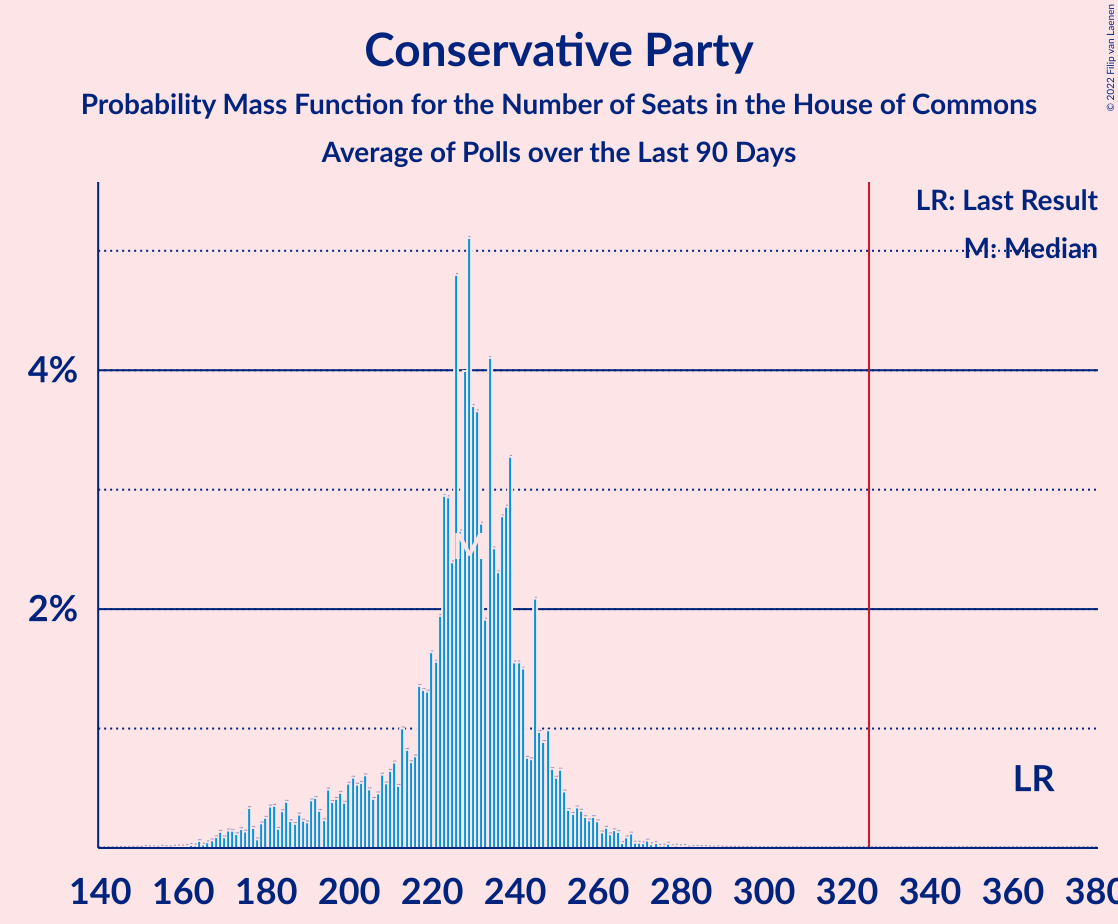 Conservative Party
Probability Mass Function for the Number of Seats in the House of Commons
Average of Polls over the Last 90 Days
© 2022 Filip van Laenen
LR: Last Result
M: Median
4%
2%
M
LR
140 160 180 200 220 240 260 280 300 320 340 360 380